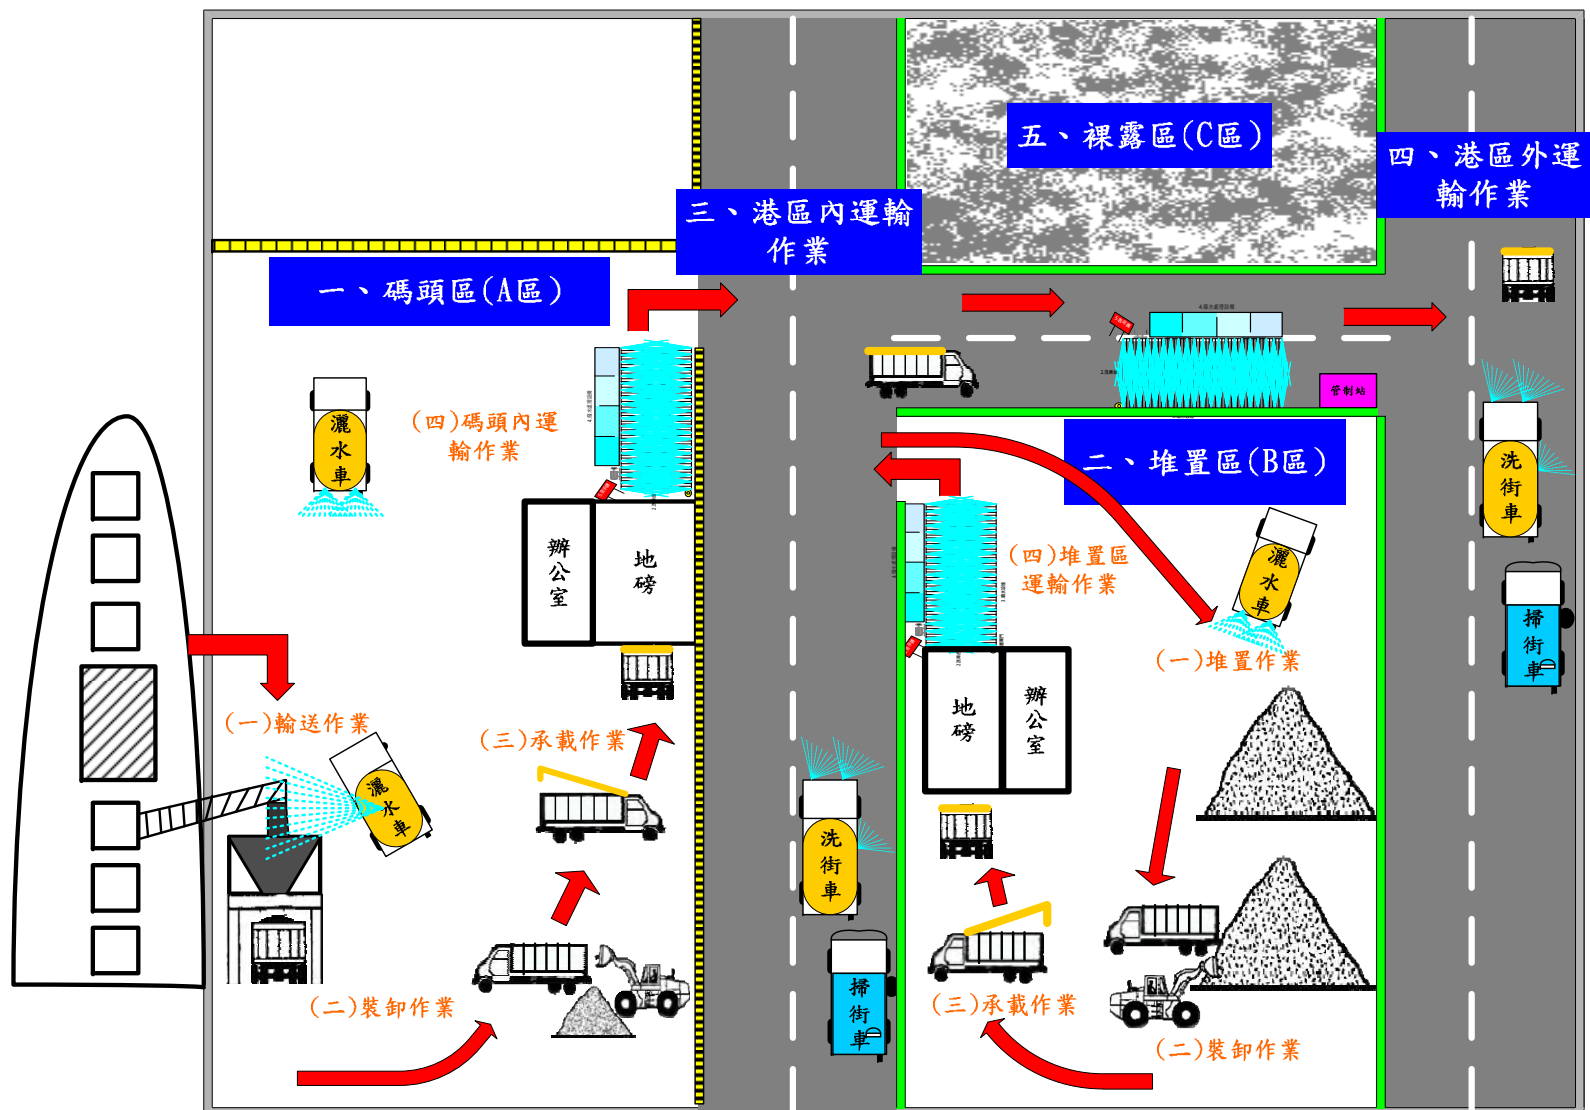 五、裸露區(C區)
四、港區外運
輸作業
三、港區內運輸
作業
一、碼頭區(A區)
管制站
灑水車
(四)碼頭內運
輸作業
二、堆置區(B區)
洗街車
辦公室
地磅
(四)堆置區
運輸作業
灑水車
掃街車
(一)堆置作業
(一)輸送作業
(三)承載作業
地磅
辦公室
灑水車
洗街車
掃街車
(二)裝卸作業
(三)承載作業
(二)裝卸作業